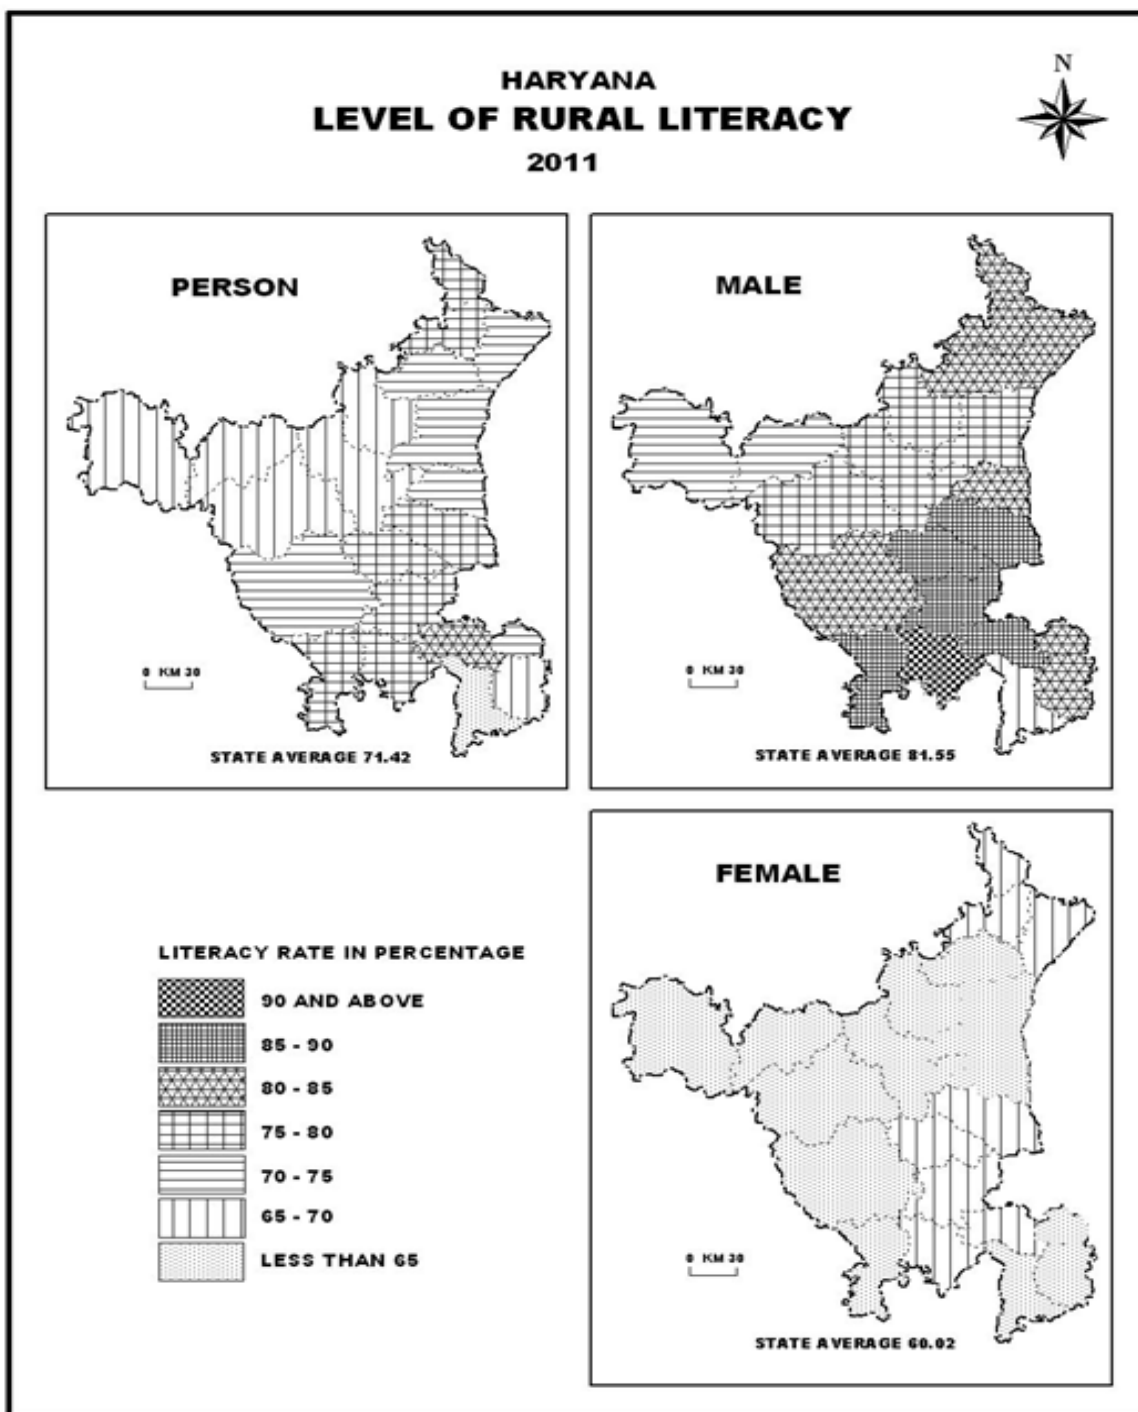 HARYANA
LEVEL OF RURAL LITERACY
2011
N
PERSON
0 KM 30
STATE AVERAGE 71.42
MALE
0 KM 30
STATE AVERAGE 81.55
FEMALE
0 KM 30
STATE AVERAGE 60.02
LITERACY RATE IN PERCENTAGE
90 AND ABOVE
85 - 90
80 - 85
75 - 80
70 - 75
65 - 70
LESS THAN 65